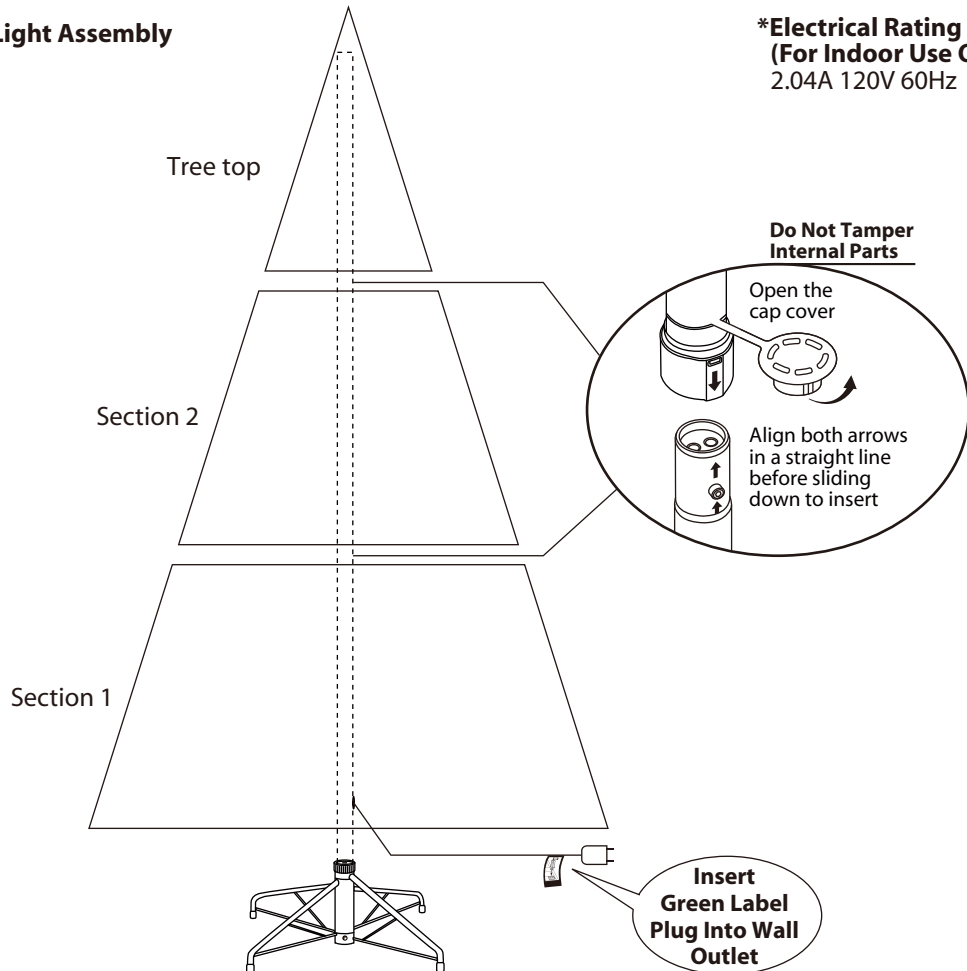 Light Assembly
*Electrical Rating
(For Indoor Use O
2.04A 120V 60Hz
Tree top
Do Not Tamper
Internal Parts
Open the
cap cover
Section 2
Align both arrows
in a straight line
before sliding
down to insert
Section 1
Insert
Green Label
Plug Into Wall
Outlet